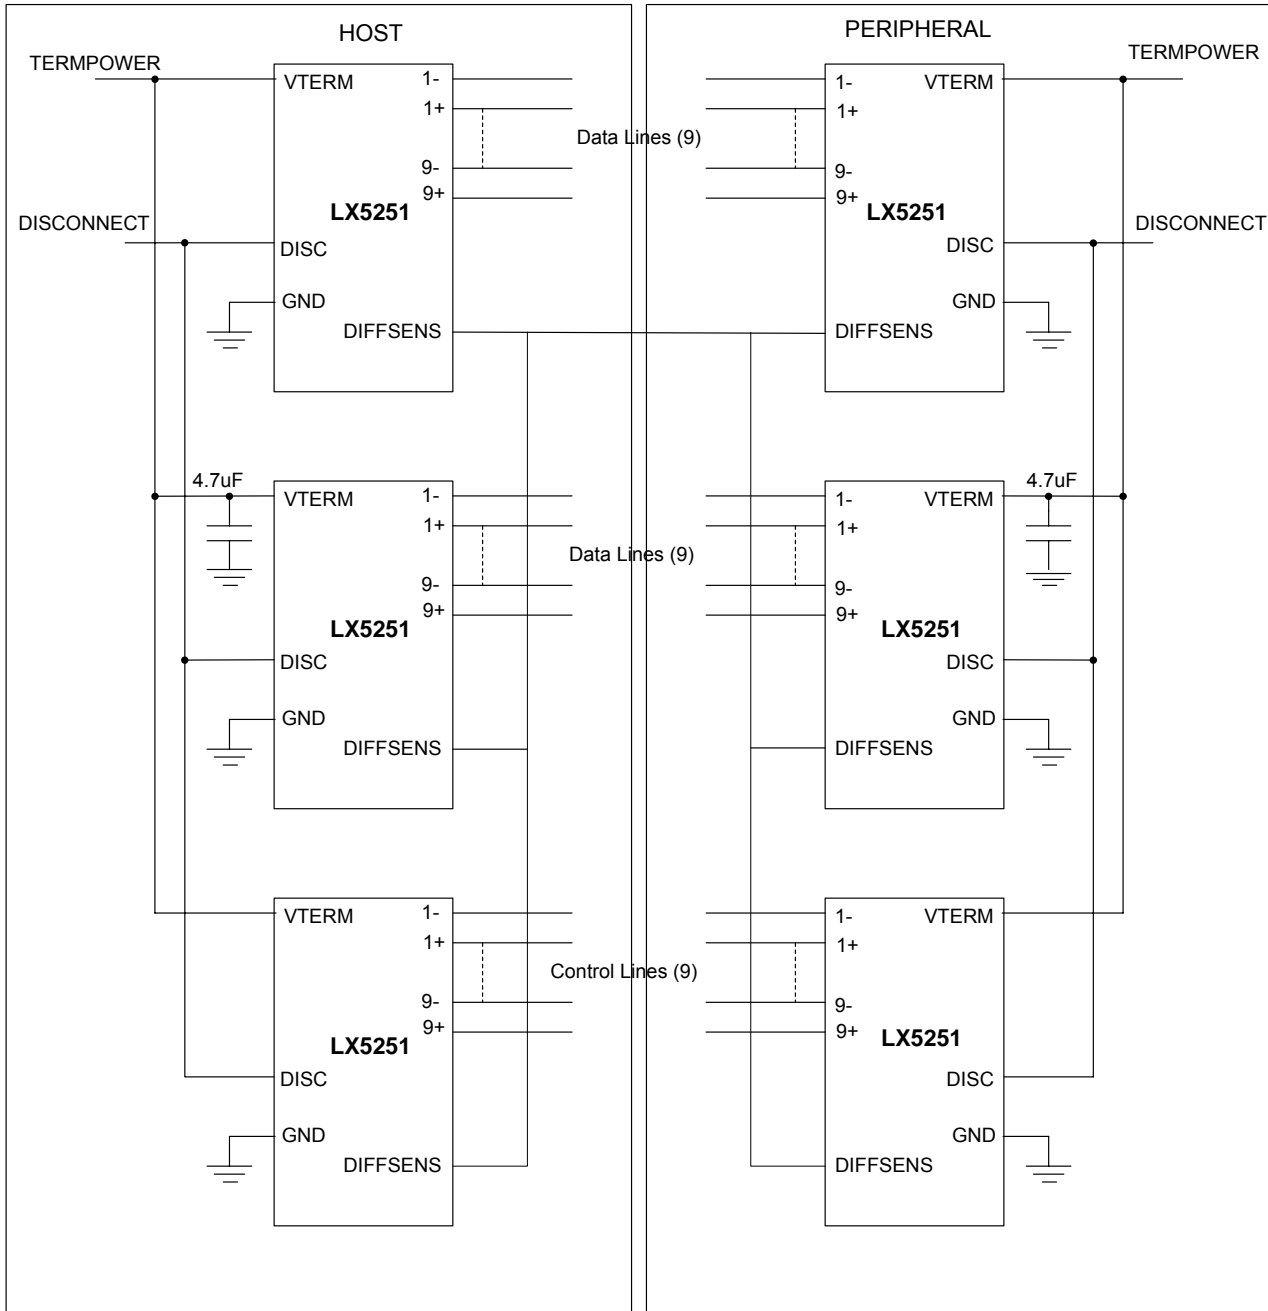 HOST
PERIPHERAL
TERMPOWER
TERMPOWER
VTERM
1-
1+
9-
9+
LX5251
DISCONNECT
DISC
GND
DIFFSENS
Data Lines (9)
1-
1+
9-
9+
VTERM
LX5251
DISCONNECT
DISC
GND
DIFFSENS
4.7uF
VTERM
1-
1+
9-
9+
LX5251
DISC
GND
DIFFSENS
Data Lines (9)
1-
1+
9-
9+
VTERM
4.7uF
LX5251
DISC
GND
DIFFSENS
VTERM
1-
1+
9-
9+
LX5251
DISC
GND
DIFFSENS
Control Lines (9)
1-
1+
9-
9+
VTERM
LX5251
DISC
GND
DIFFSENS